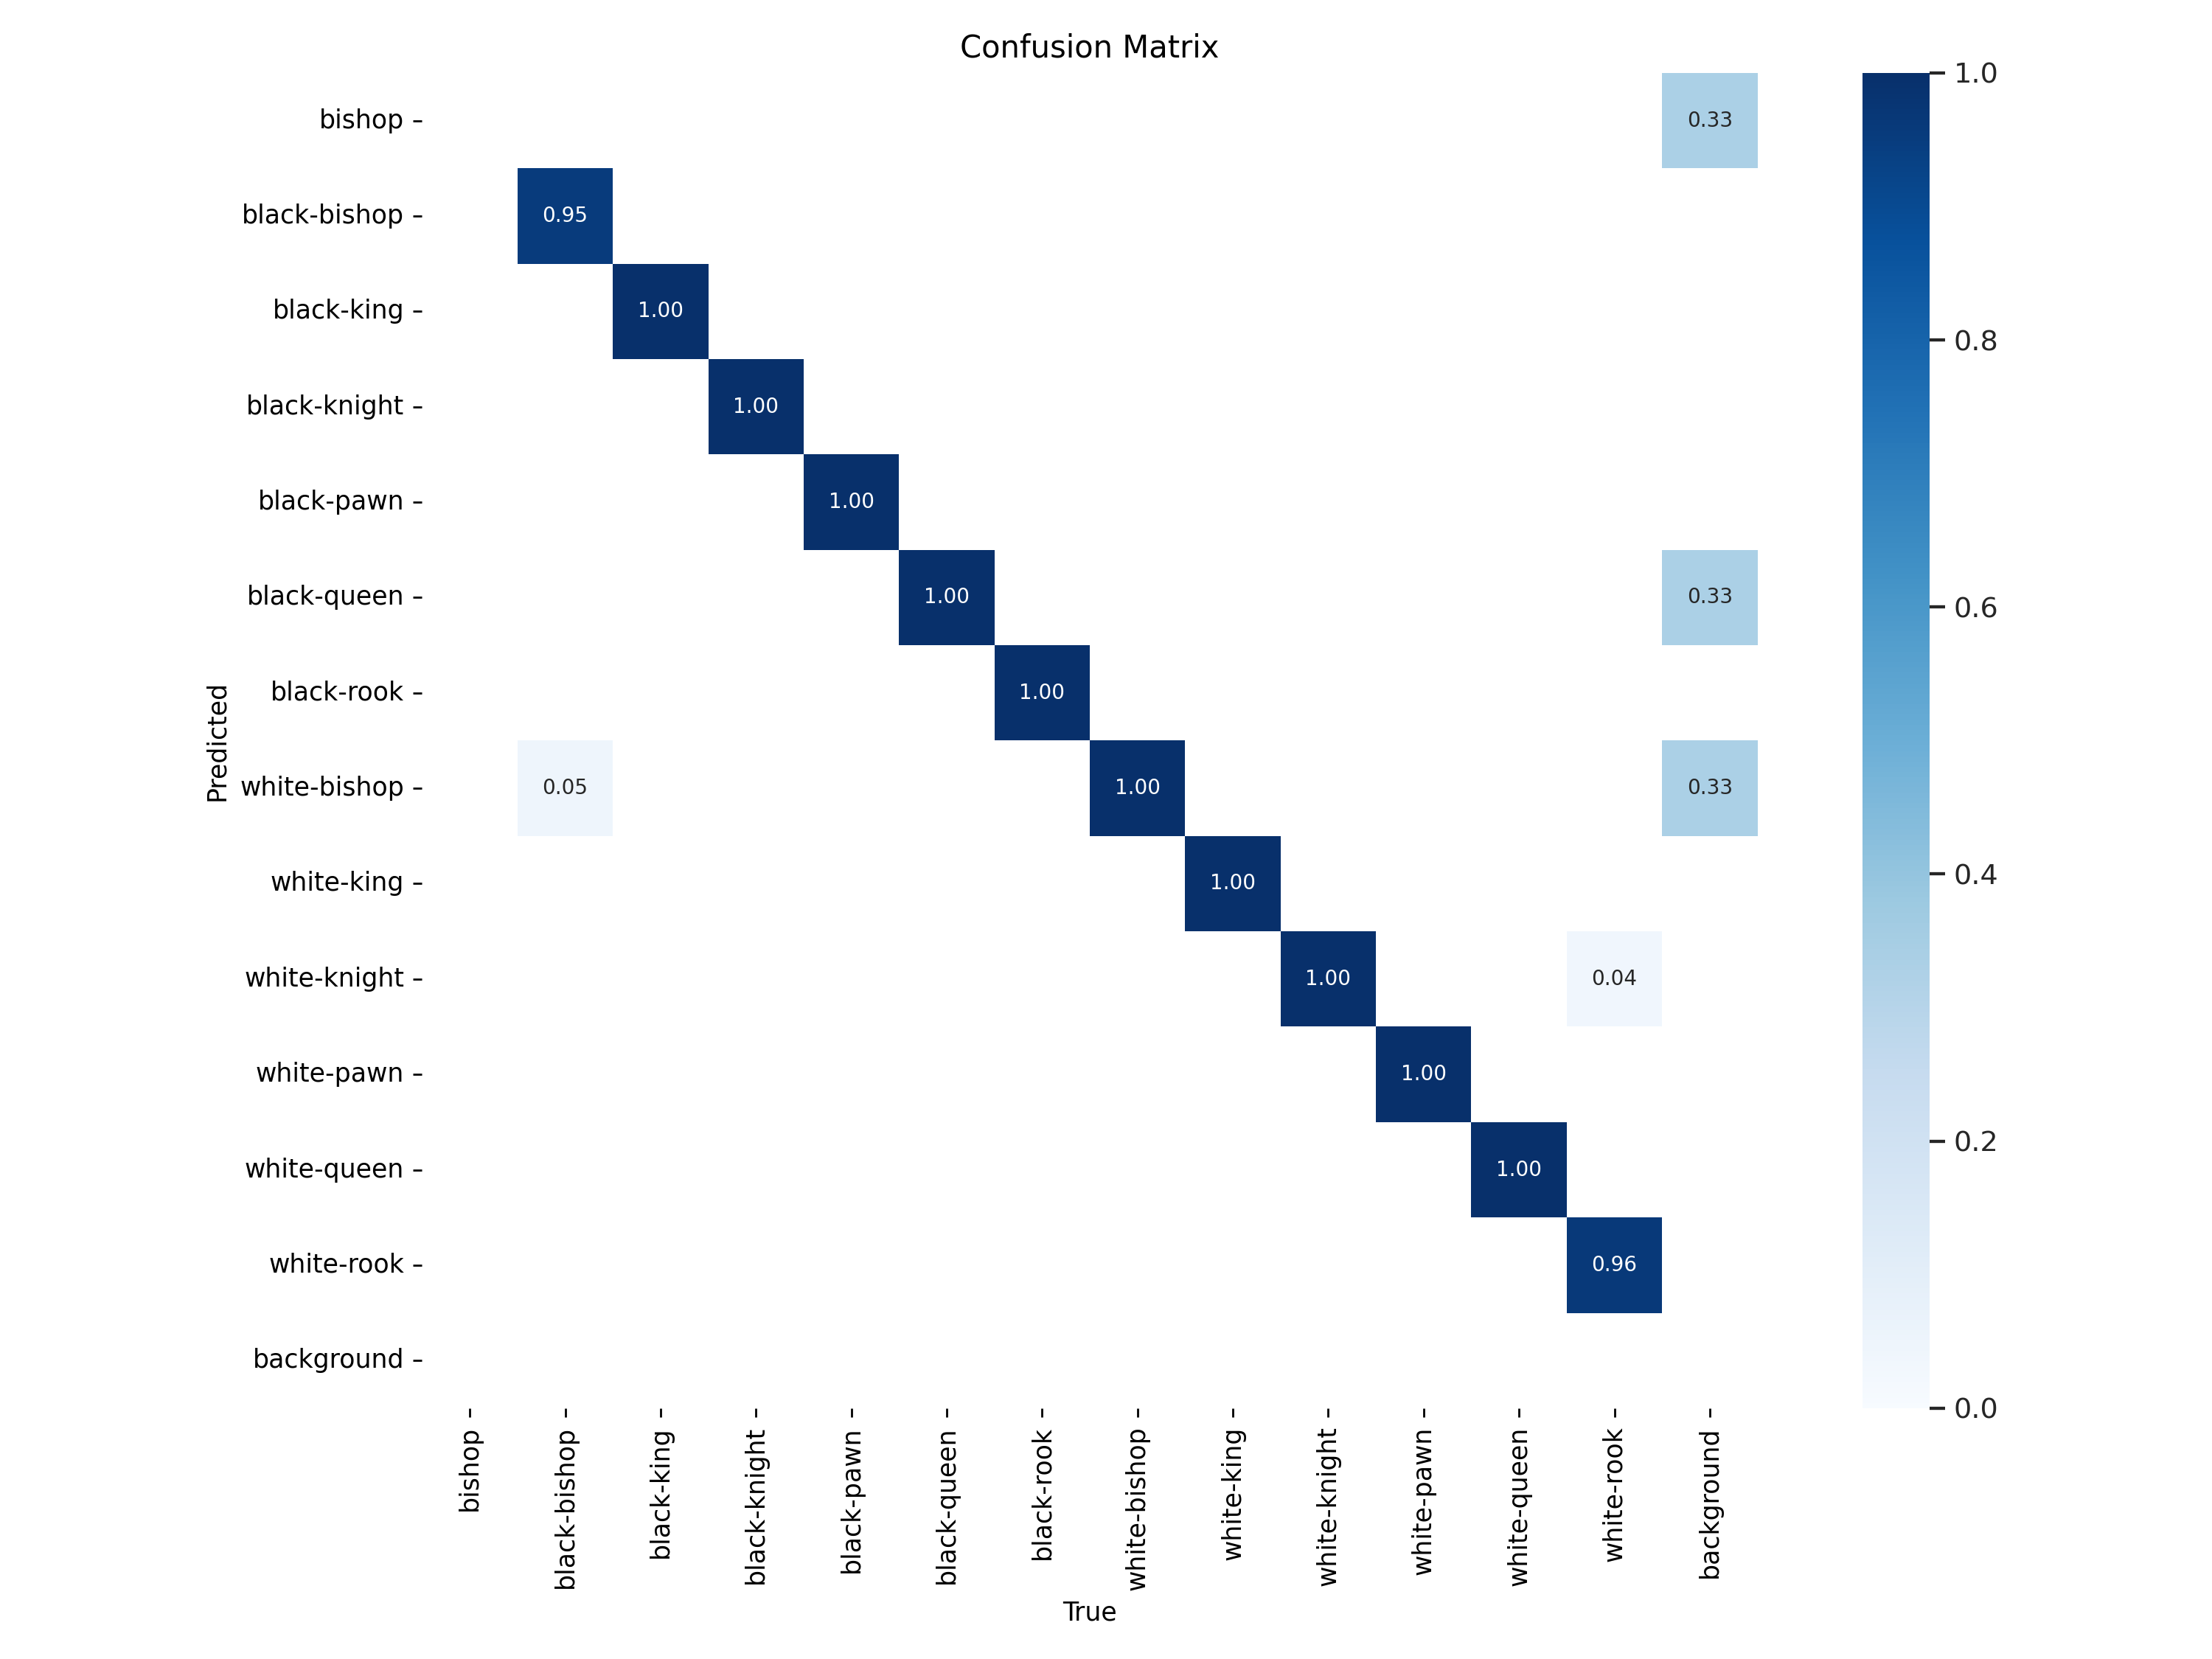 Confusion Matrix
1.0
bishop
0.33
black-bishop
0.95
black-king
1.00
0.8
black-knight
1.00
black-pawn
1.00
black-queen
1.00
0.33
0.6
black-rook
1.00
Predicted
white-bishop
0.05
1.00
0.33
white-king
1.00
0.4
white-knight
1.00
0.04
white-pawn
1.00
0.2
white-queen
1.00
white-rook
0.96
background
0.0
bishop
black-bishop
black-king
black-knight
black-pawn
black-queen
black-rook
white-bishop
white-king
white-knight
white-pawn
white-queen
white-rook
background
True